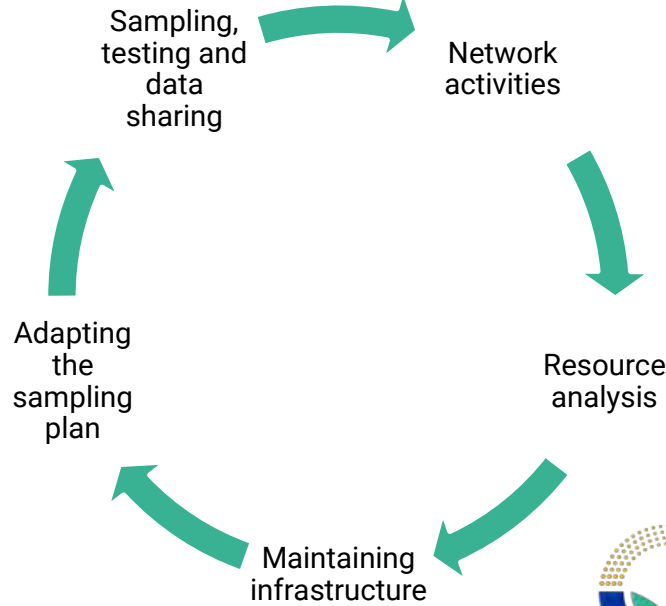 Sampling,
testing and
data
sharing
Network
activities
Resource
analysis
Maintaining
infrastructure
Adapting
the
sampling
plan